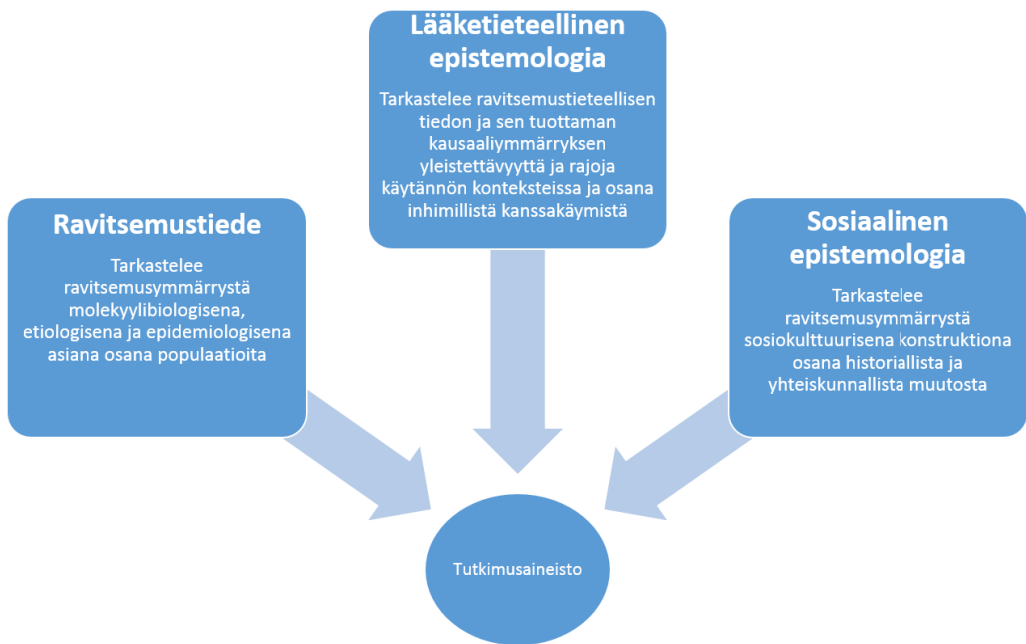 Ravitsemustiede
Tarkastelee
ravitsemusymmärrystä
molekyylibiologisena,
etiologisena ja epidemiologisena
asiana osana populaatioita
Lääketieteellinen
epistemologia
Tarkastelee ravitsemustieteellisen
tiedon ja sen tuottaman
kausaaliymmärryksen
yleistettävyyttä ja rajoja
käytännön konteksteissa ja osana
inhimillistä kanssakäymistä
Sosiaalinen
epistemologia
Tarkastelee
ravitsemusymmärrystä
sosiokulttuurisena konstruktiona
osana historiallista ja
yhteiskunnallista muutosta
Tutkimusaineisto